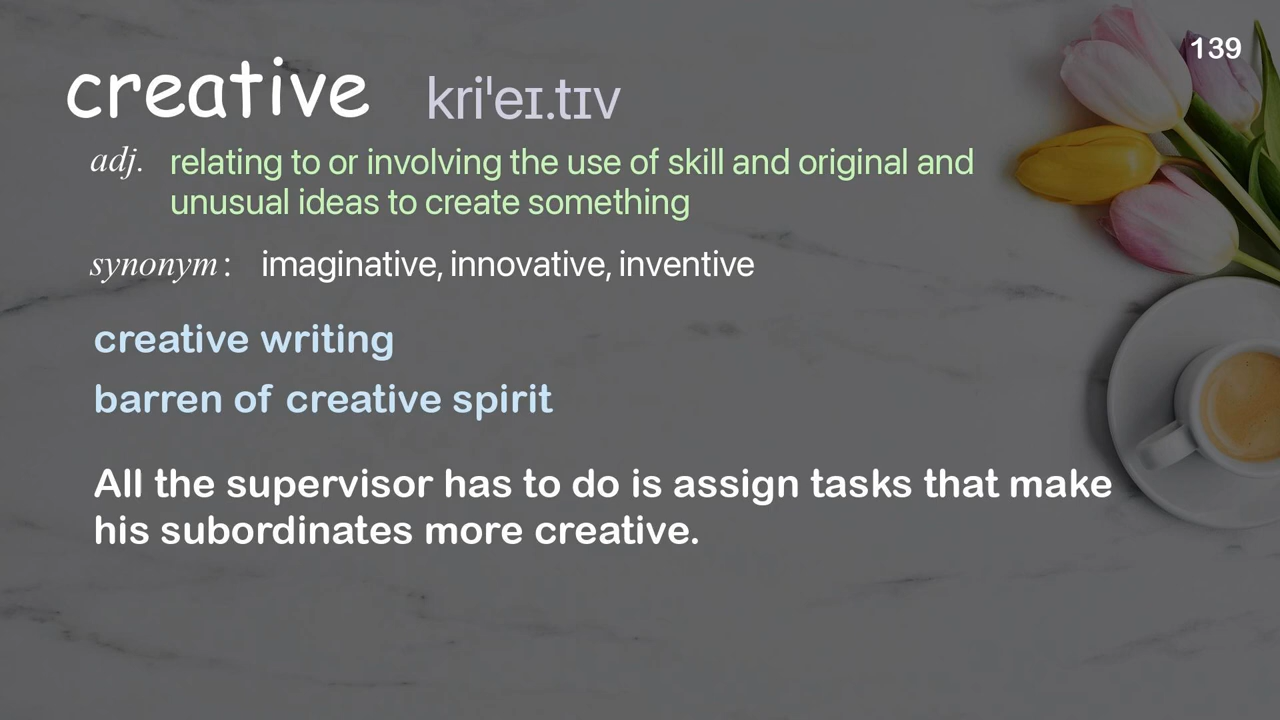 139
creative kri'eɪ.tɪv
adj. relating to or involving the use of skill and original and
unusual ideas to create something
synonym: imaginative, innovative, inventive
creative writing
barren of creative spirit
All the supervisor has to do is assign tasks that make
his subordinates more creative.